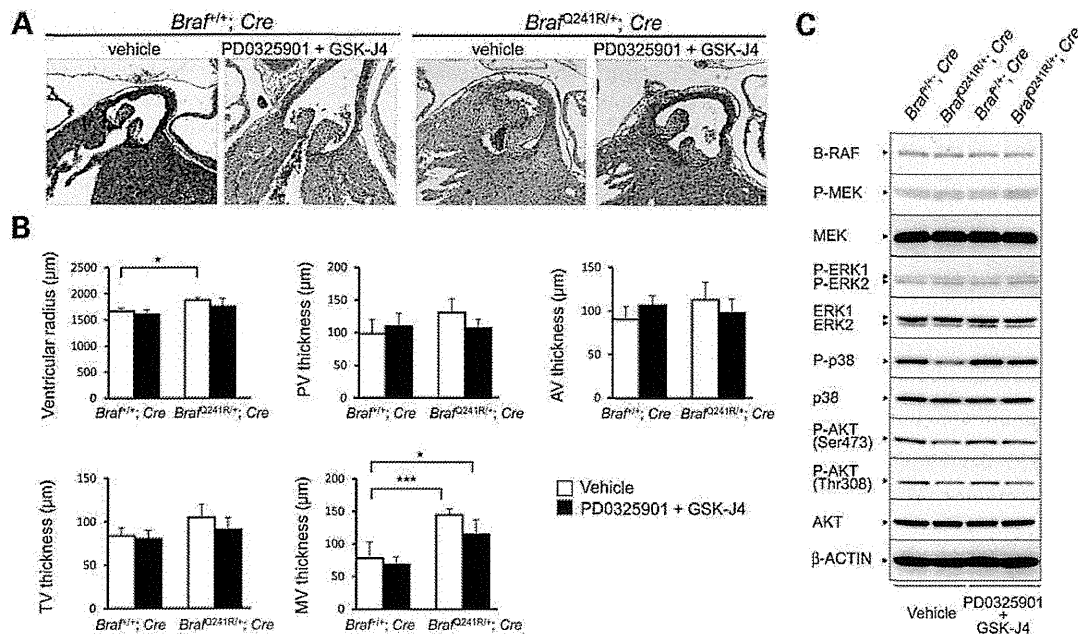 A
Braf+/+; Cre
BrafQ241R/+; Cre
vehicle
PD0325901 + GSK-J4
vehicle
PD0325901 + GSK-J4
B
Ventricular radius (μm)
2500
2000
1500
1000
500
0
*
Braf+/+; Cre
BrafQ241R/+; Cre
PV thickness (μm)
200
150
100
50
0
Braf+/+; Cre
BrafQ241R/+; Cre
AV thickness (μm)
150
100
50
0
Braf+/+; Cre
BrafQ241R/+; Cre
TV thickness (μm)
150
100
50
0
Braf+/+; Cre
BrafQ241R/+; Cre
MV thickness (μm)
200
150
100
50
0
*
***
Braf+/+; Cre
BrafQ241R/+; Cre
Vehicle
PD0325901 + GSK-J4
C
Braf+/+; Cre
BrafQ241R/+; Cre
Braf+/+; Cre
BrafQ241R/+; Cre
B-RAF
P-MEK
MEK
P-ERK1
P-ERK2
ERK1
ERK2
P-p38
p38
P-AKT
(Ser473)
P-AKT
(Thr308)
AKT
β-ACTIN
Vehicle
PD0325901
+
GSK-J4